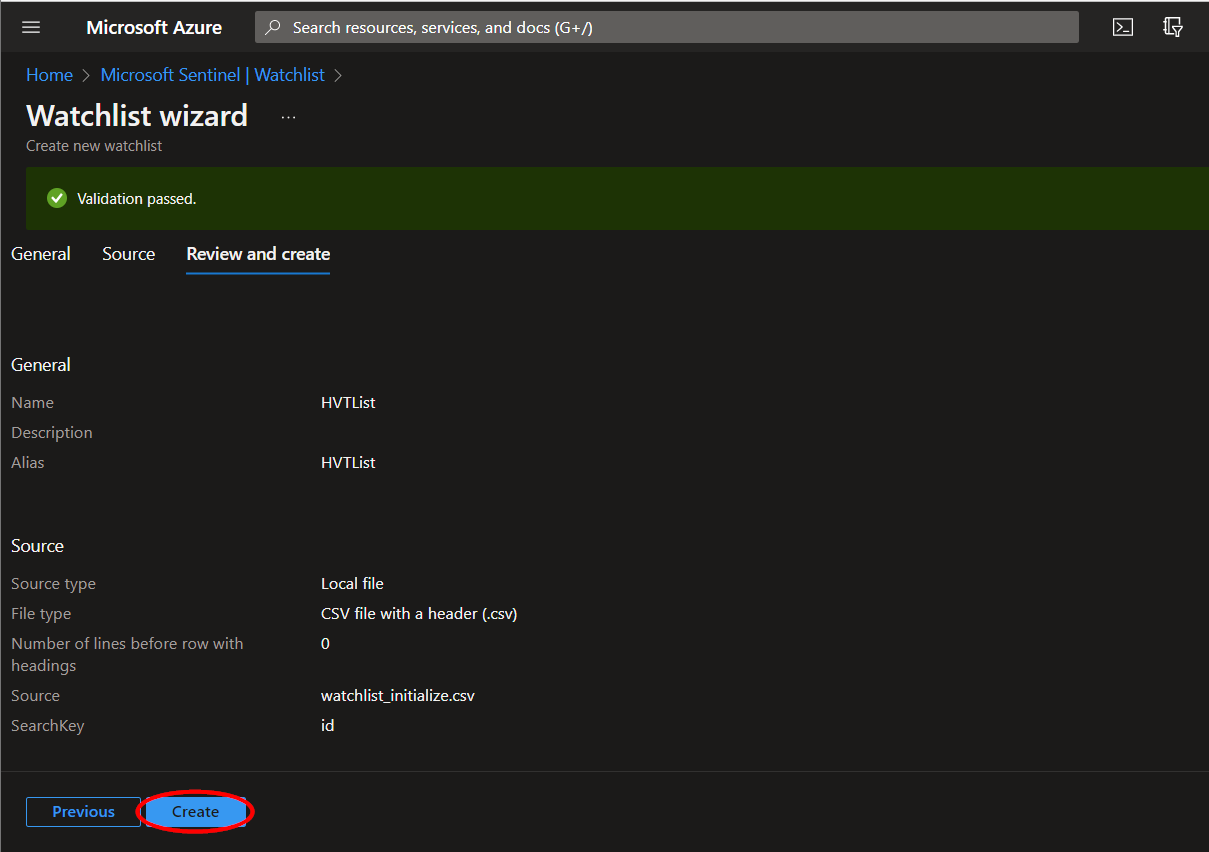 Microsoft Azure
Search resources, services, and docs (G+/)
Home > Microsoft Sentinel | Watchlist >
Watchlist wizard ...
Create new watchlist
Validation passed.
General Source Review and create
General
Name HVTList
Description
Alias HVTList
Source
Source type Local file
File type CSV file with a header (.csv)
Number of lines before row with 0
headings
Source watchlist_initialize.csv
SearchKey id
Previous Create